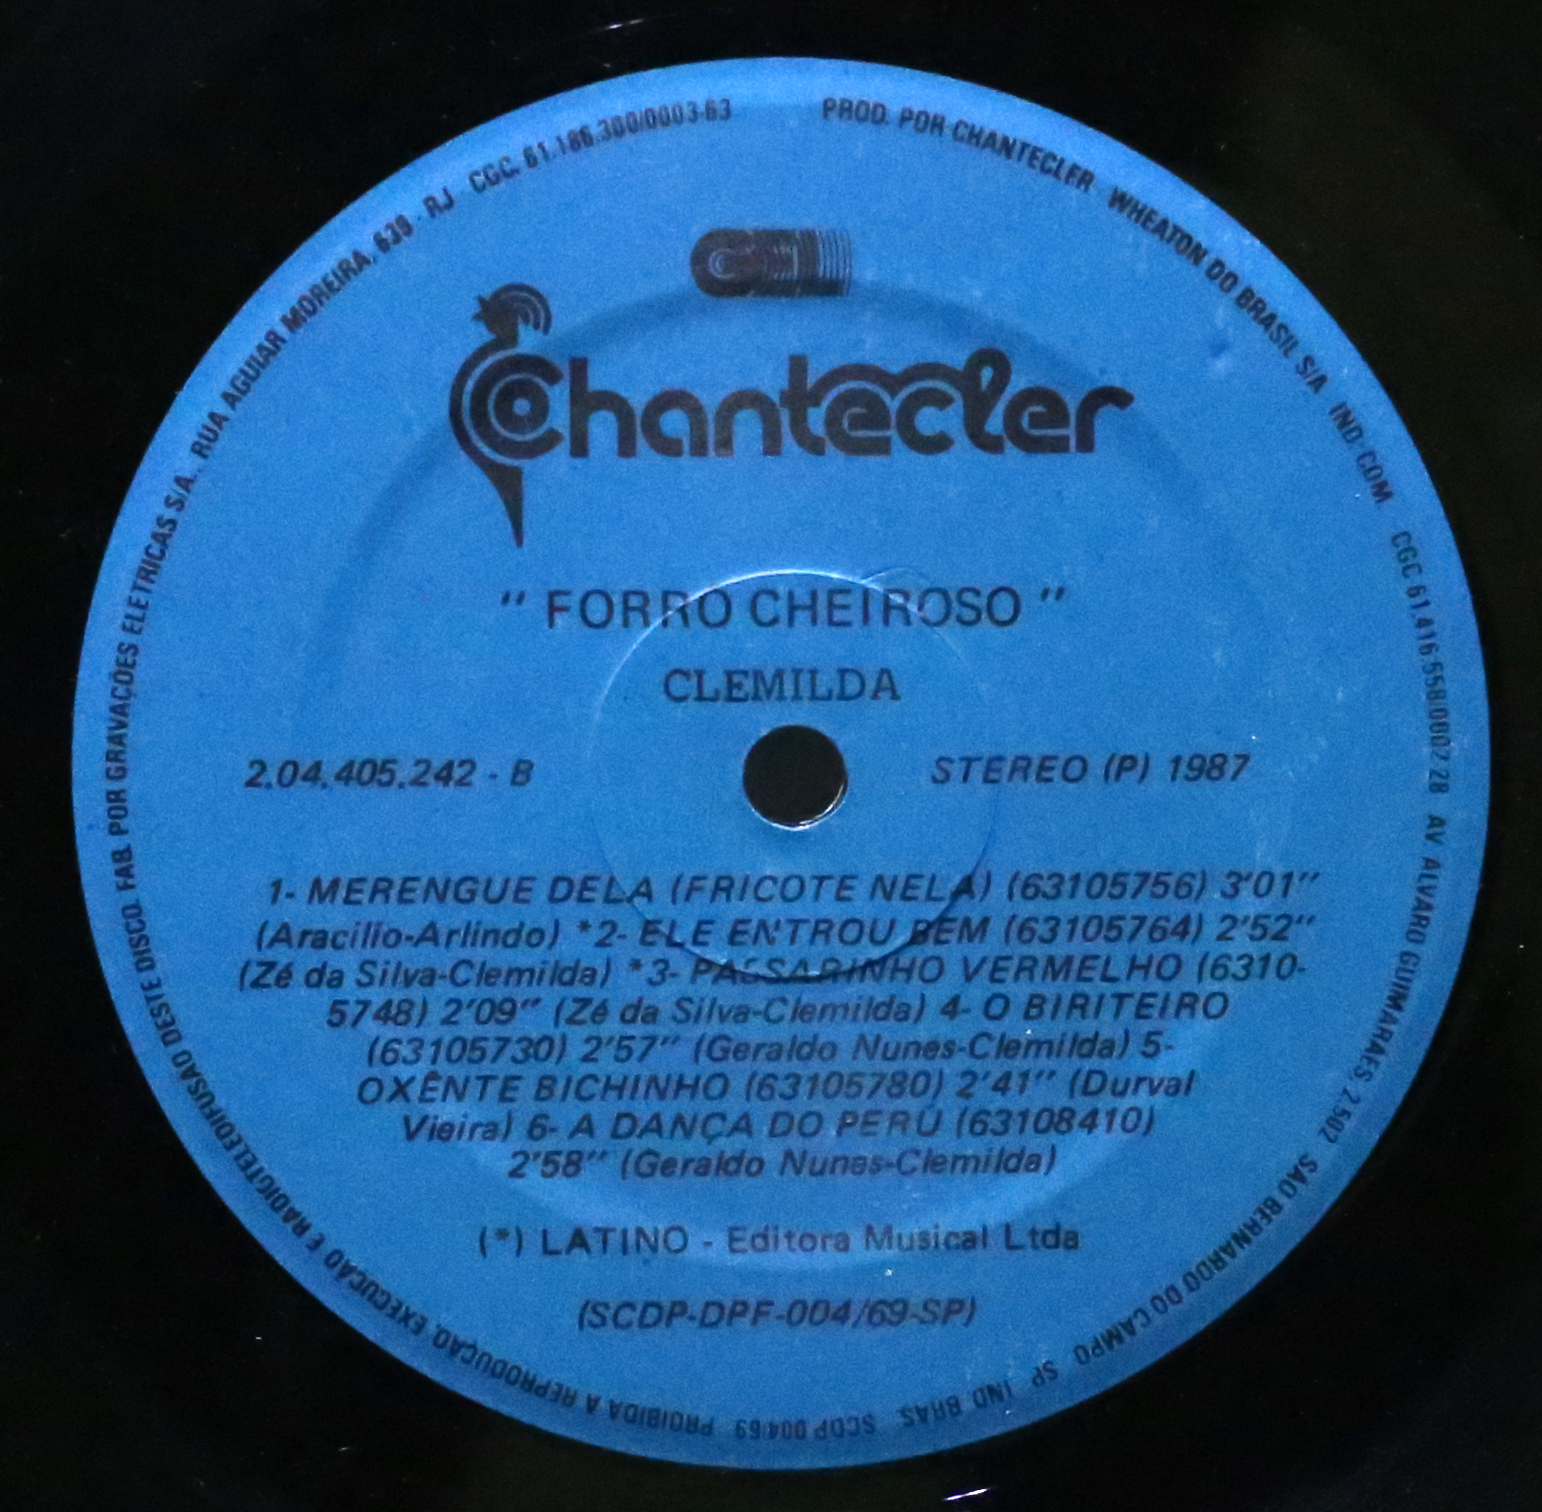 PROD. POR CHANTECLER - WHEATON DO BRASIL S/A IND. COM. CGC 61.416.558/0002-28 AV ALVARO GUIMARAES, 2.502 SAO BERNARDO DO CAMPO SP IND BRAS SCDP 004/69 PROIBIDA A REPRODUÇÃO, EXECUÇÃO E RADIOTELEDIFUSÃO DESTE DISCO. FAB. POR GRAVAÇÕES ELETRICAS S/A. RUA AGUIAR MOREIRA, 639 - RJ - CGC. 61.186.300/0003-63
Chantecler
" FORRO CHEIROSO "
CLEMILDA
2.04.405.242 - B
STEREO (P) 1987
1- MERENGUE DELA (FRICOTE NELA) (63105756) 3'01"
(Aracilio-Arlindo) *2- ELE ENTROU BEM (63105764) 2'52"
(Zé da Silva-Clemilda) *3- PASSARINHO VERMELHO (6310-
5748) 2'09" (Zé da Silva-Clemilda) 4- O BIRITEIRO
(63105730) 2'57" (Geraldo Nunes-Clemilda) 5-
OXÊNTE BICHINHO (63105780) 2'41" (Durval
Vieira) 6- A DANÇA DO PERÚ (63108410)
2'58" (Geraldo Nunes-Clemilda)
(*) LATINO - Editora Musical Ltda
(SCDP-DPF-004/69-SP)